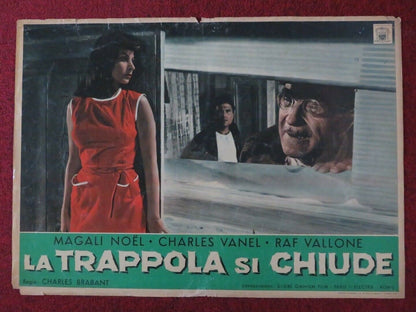 MAGALI NOËL · CHARLES VANEL · RAF VALLONE
LA TRAPPOLA SI CHIUDE
Regia: CHARLES BRABANT